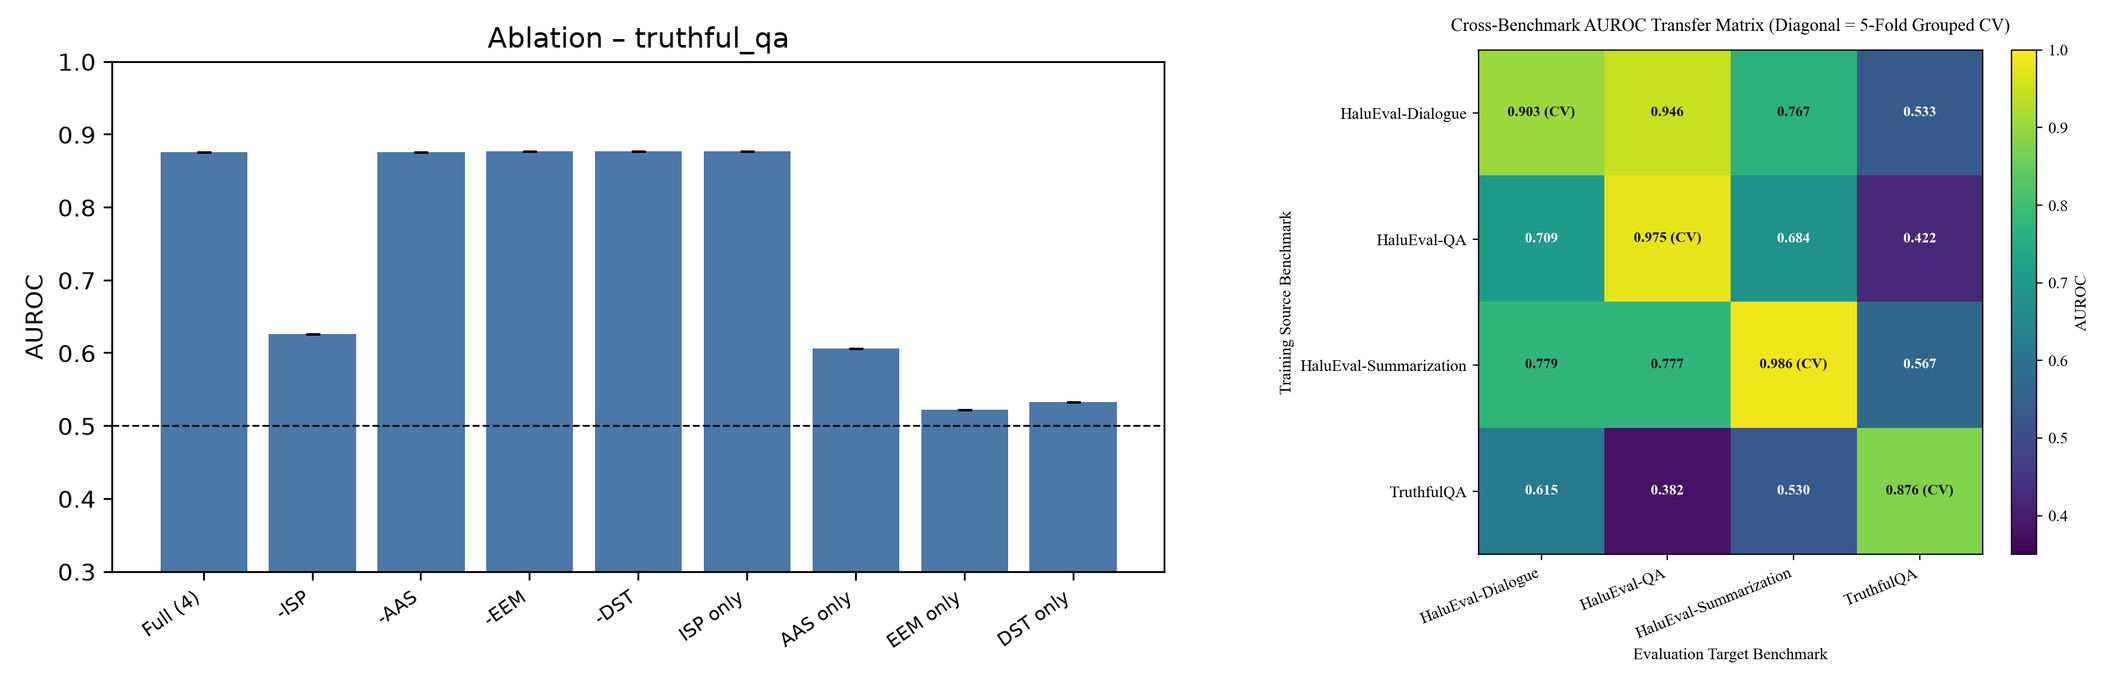 Ablation – truthful_qa
AUROC
1.0
0.9
0.8
0.7
0.6
0.5
0.4
0.3
Full (4)
-ISP
-AAS
-EEM
-DST
ISP only
AAS only
EEM only
DST only
Cross-Benchmark AUROC Transfer Matrix (Diagonal = 5-Fold Grouped CV)
Training Source Benchmark
HaluEval-Dialogue 0.903 (CV) 0.946 0.767 0.533
HaluEval-QA 0.709 0.975 (CV) 0.684 0.422
HaluEval-Summarization 0.779 0.777 0.986 (CV) 0.567
TruthfulQA 0.615 0.382 0.530 0.876 (CV)
HaluEval-Dialogue
HaluEval-QA
HaluEval-Summarization
TruthfulQA
Evaluation Target Benchmark
1.0
0.9
0.8
0.7
0.6
0.5
0.4
AUROC